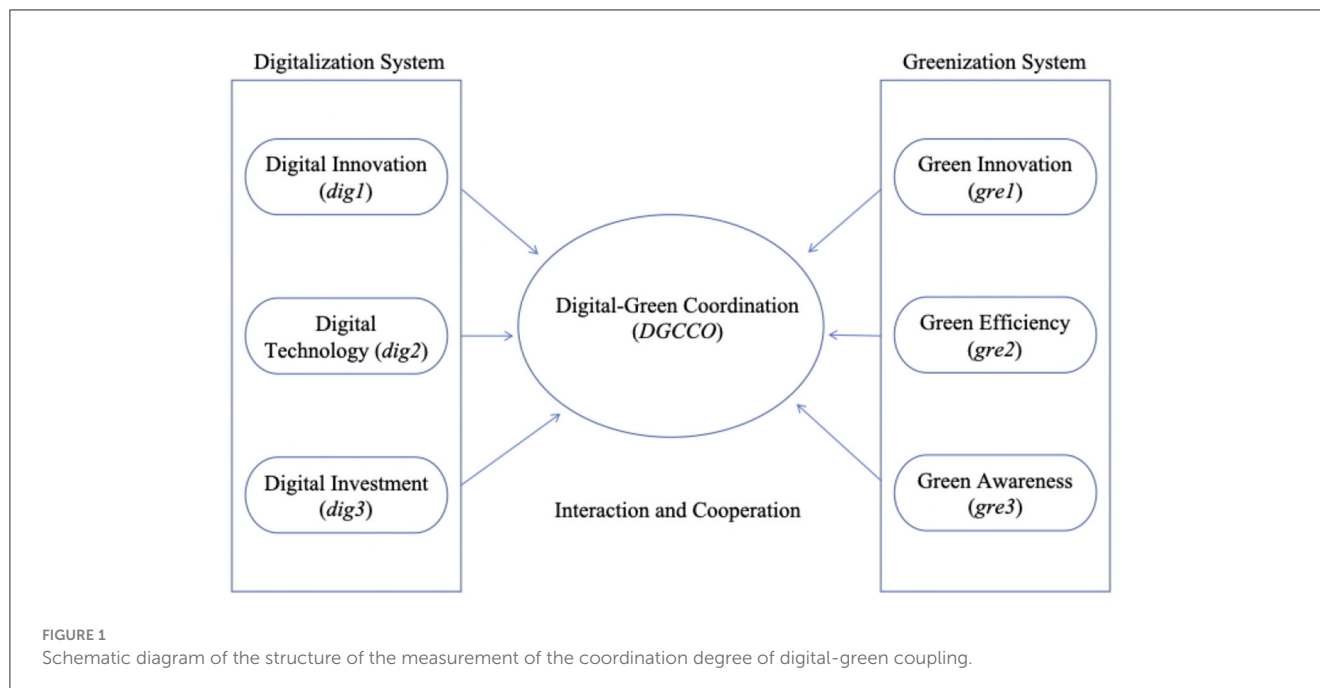 Digitalization System
Digital Innovation
(dig1)
Digital
Technology (dig2)
Digital Investment
(dig3)
Digital-Green Coordination
(DGCCO)
Interaction and Cooperation
Greenization System
Green Innovation
(gre1)
Green Efficiency
(gre2)
Green Awareness
(gre3)
FIGURE 1
Schematic diagram of the structure of the measurement of the coordination degree of digital-green coupling.